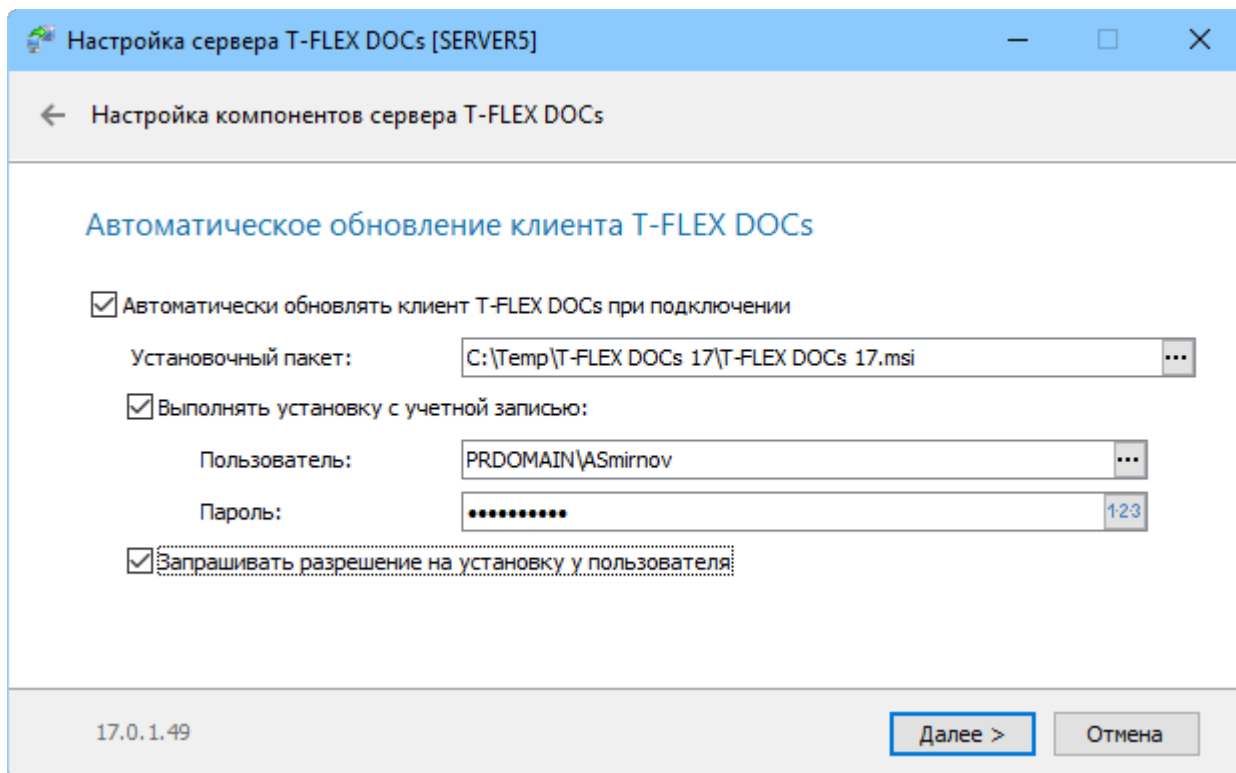 Настройка сервера T-FLEX DOCs [SERVER5]
Настройка компонентов сервера T-FLEX DOCs
Автоматическое обновление клиента T-FLEX DOCs
Автоматически обновлять клиент T-FLEX DOCs при подключении
Установочный пакет: C:\Temp\T-FLEX DOCs 17\T-FLEX DOCs 17.msi ...
Выполнять установку с учетной записью:
Пользователь: PRDOMAIN\ASmirnov ...
Пароль: •••••••••• 123
Запрашивать разрешение на установку у пользователя
17.0.1.49 Далее > Отмена